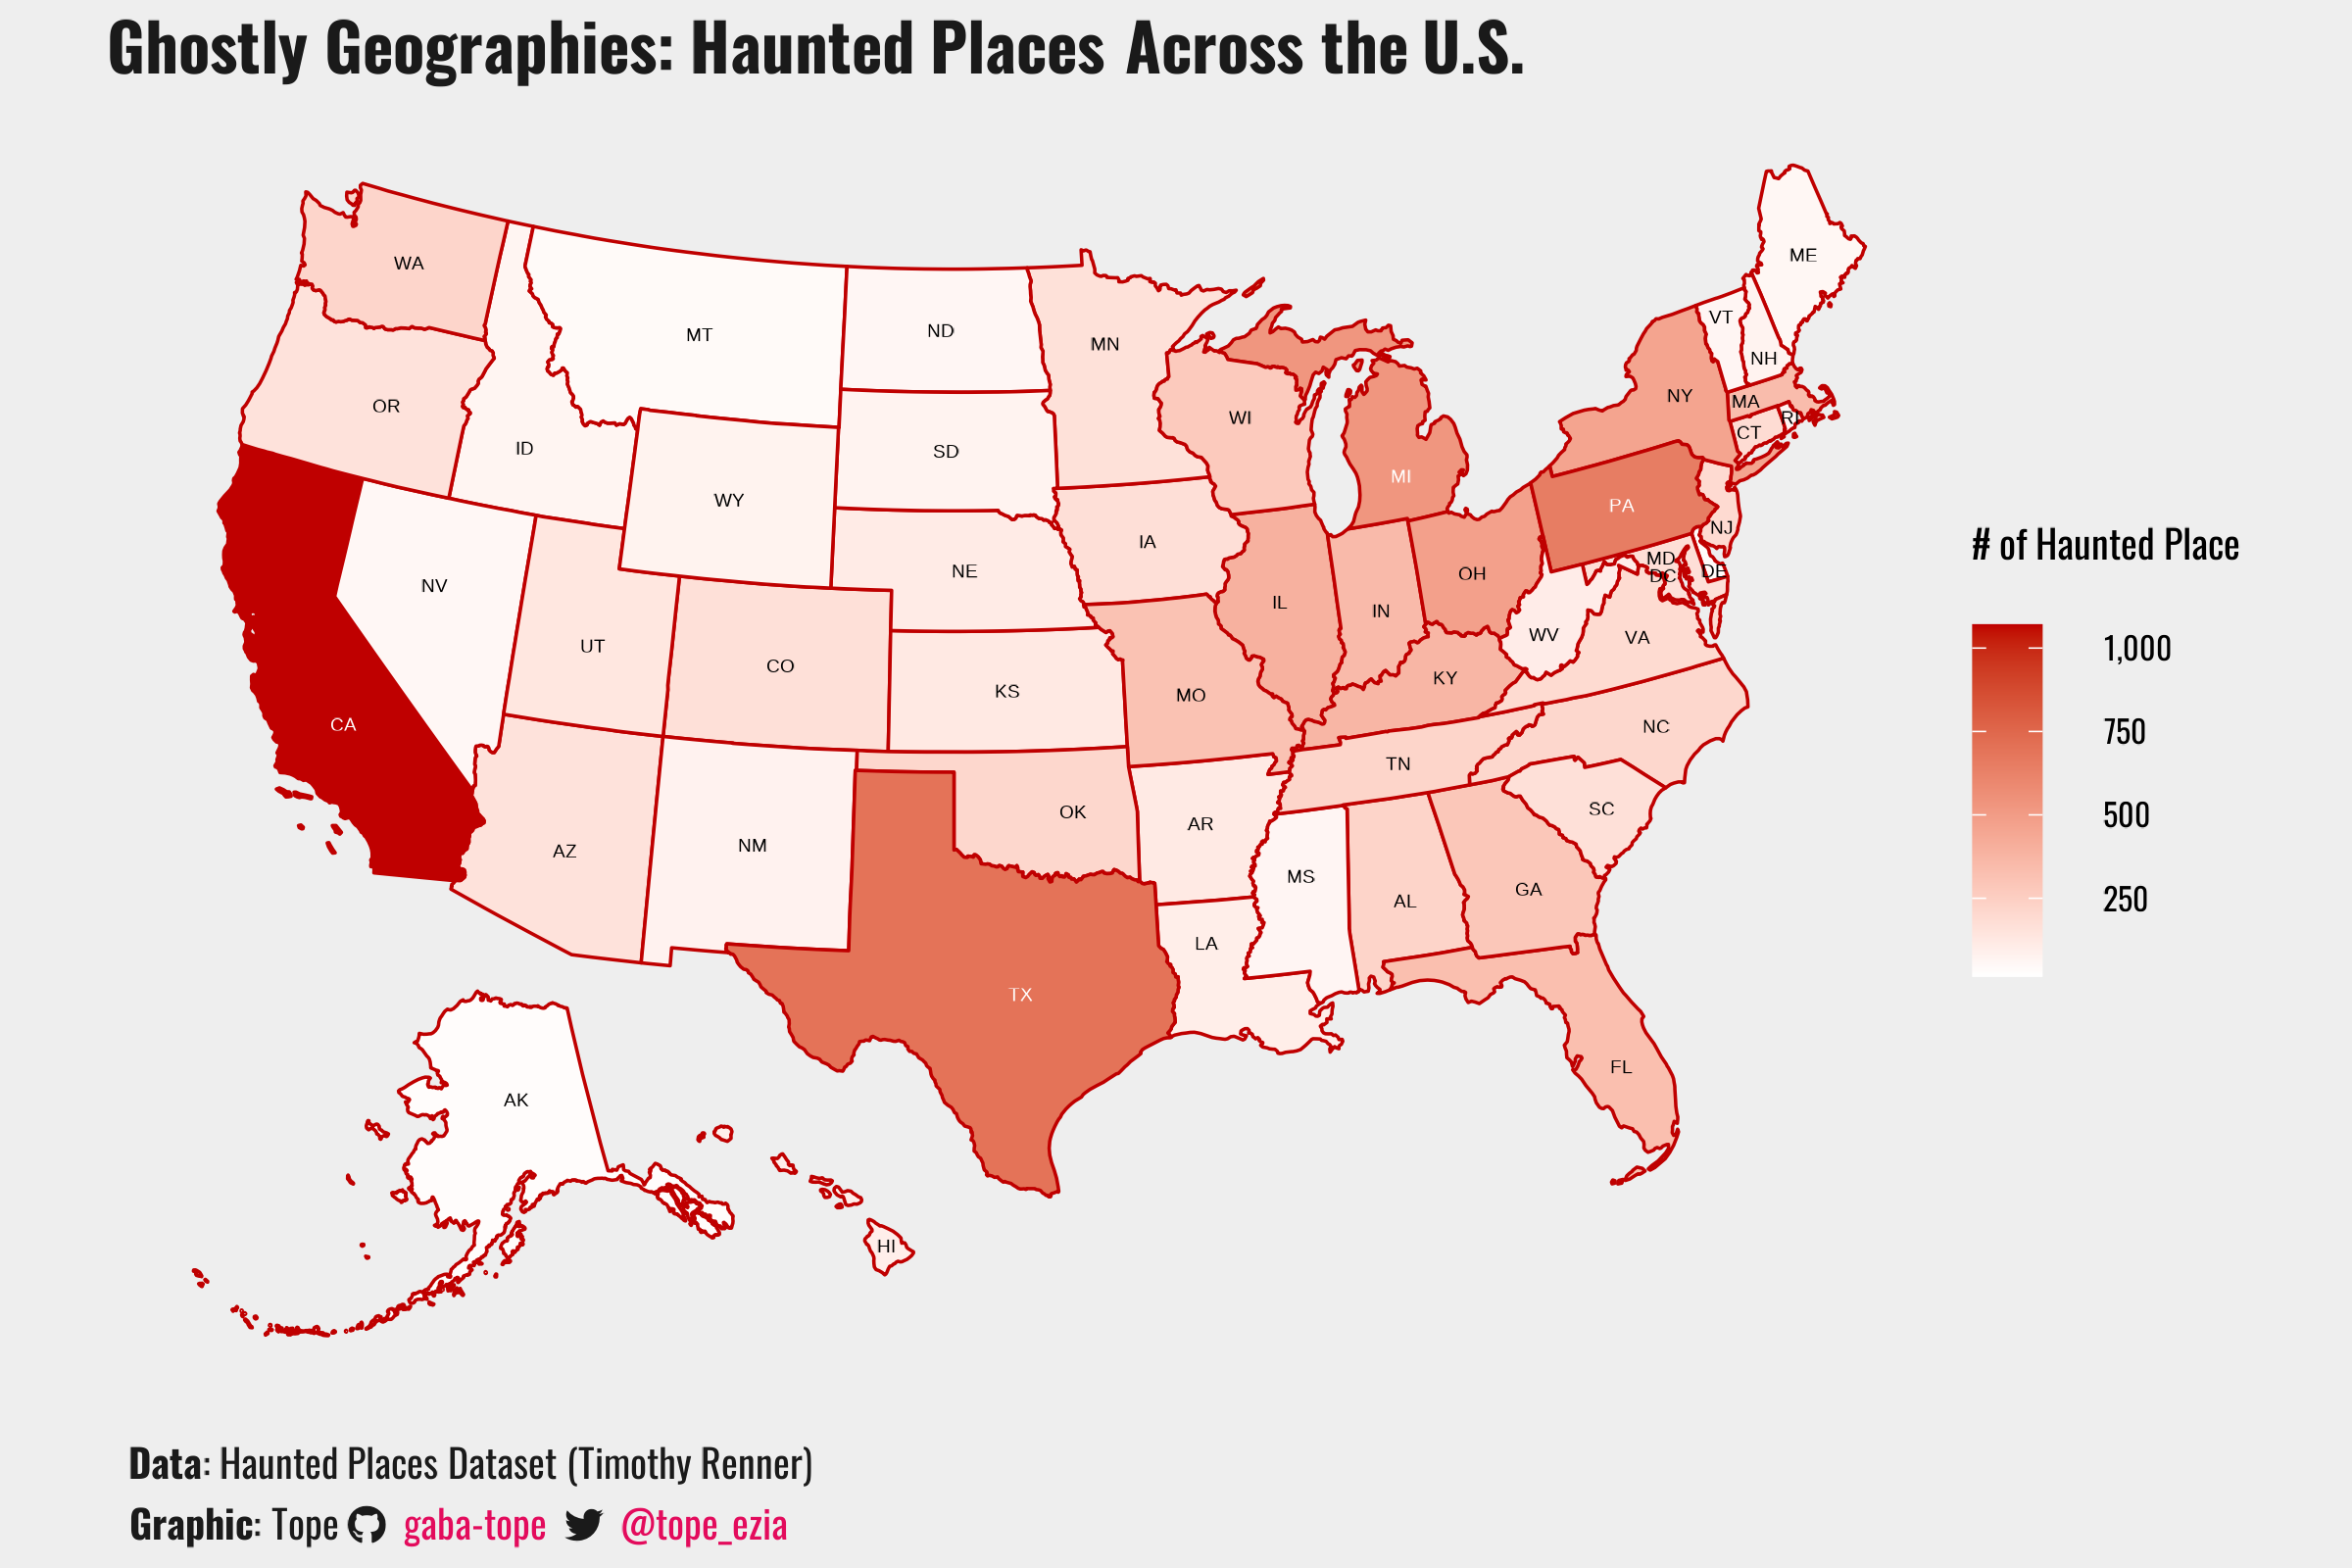 Ghostly Geographies: Haunted Places Across the U.S.
ME
WA
VT
ND
MT
MN
NH
NY
MA
OR
WI
RI
CT
ID
SD
MI
WY
PA
NJ
# of Haunted Place
IA
MD
NE
DE
OH
DC
NV
IL
IN
WV
VA
UT
1,000
CO
KY
KS
MO
CA
NC
750
TN
SC
OK
500
AR
NM
AZ
MS
GA
250
AL
LA
TX
FL
AK
HI
Data: Haunted Places Dataset (Timothy Renner)
Graphic: Tope gaba-tope @tope_ezia